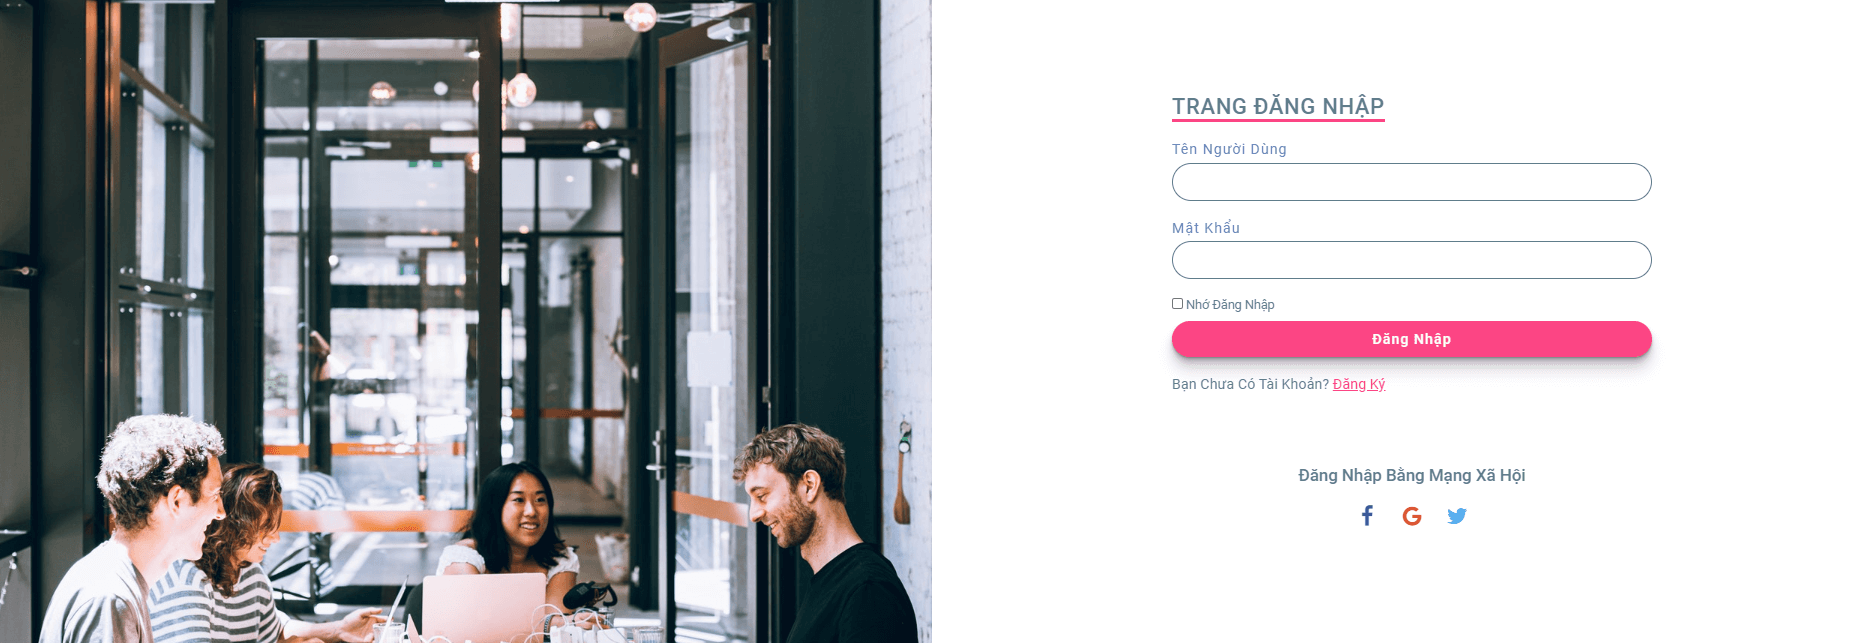 TRANG ĐĂNG NHẬP
Tên Người Dùng
Mật Khẩu
Nhớ Đăng Nhập
Đăng Nhập
Bạn Chưa Có Tài Khoản? Đăng Ký
Đăng Nhập Bằng Mạng Xã Hội